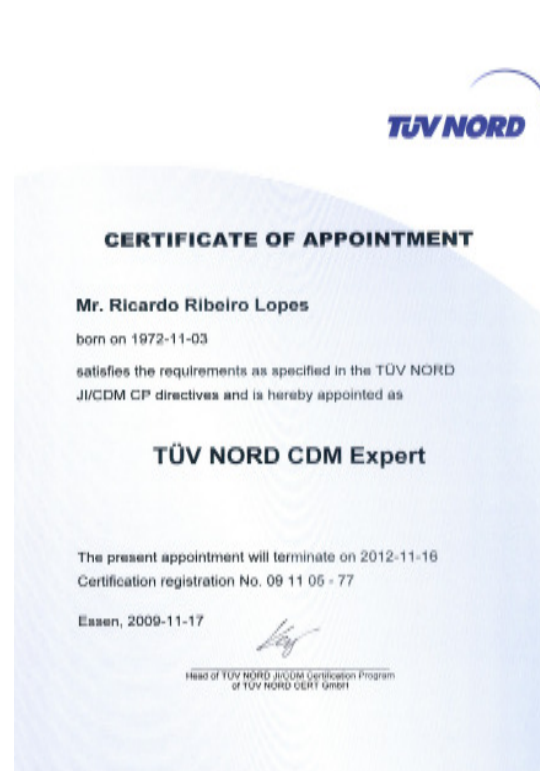 TÜV NORD
CERTIFICATE OF APPOINTMENT
Mr. Ricardo Ribeiro Lopes
born on 1972-11-03
satisfies the requirements as specified in the TÜV NORD
JI/CDM CP directives and is hereby appointed as
TÜV NORD CDM Expert
The present appointment will terminate on 2012-11-16
Certification registration No. 09 11 05 - 77
Essen, 2009-11-17
Head of TÜV NORD JI/CDM Certification Program
of TÜV NORD CERT GmbH